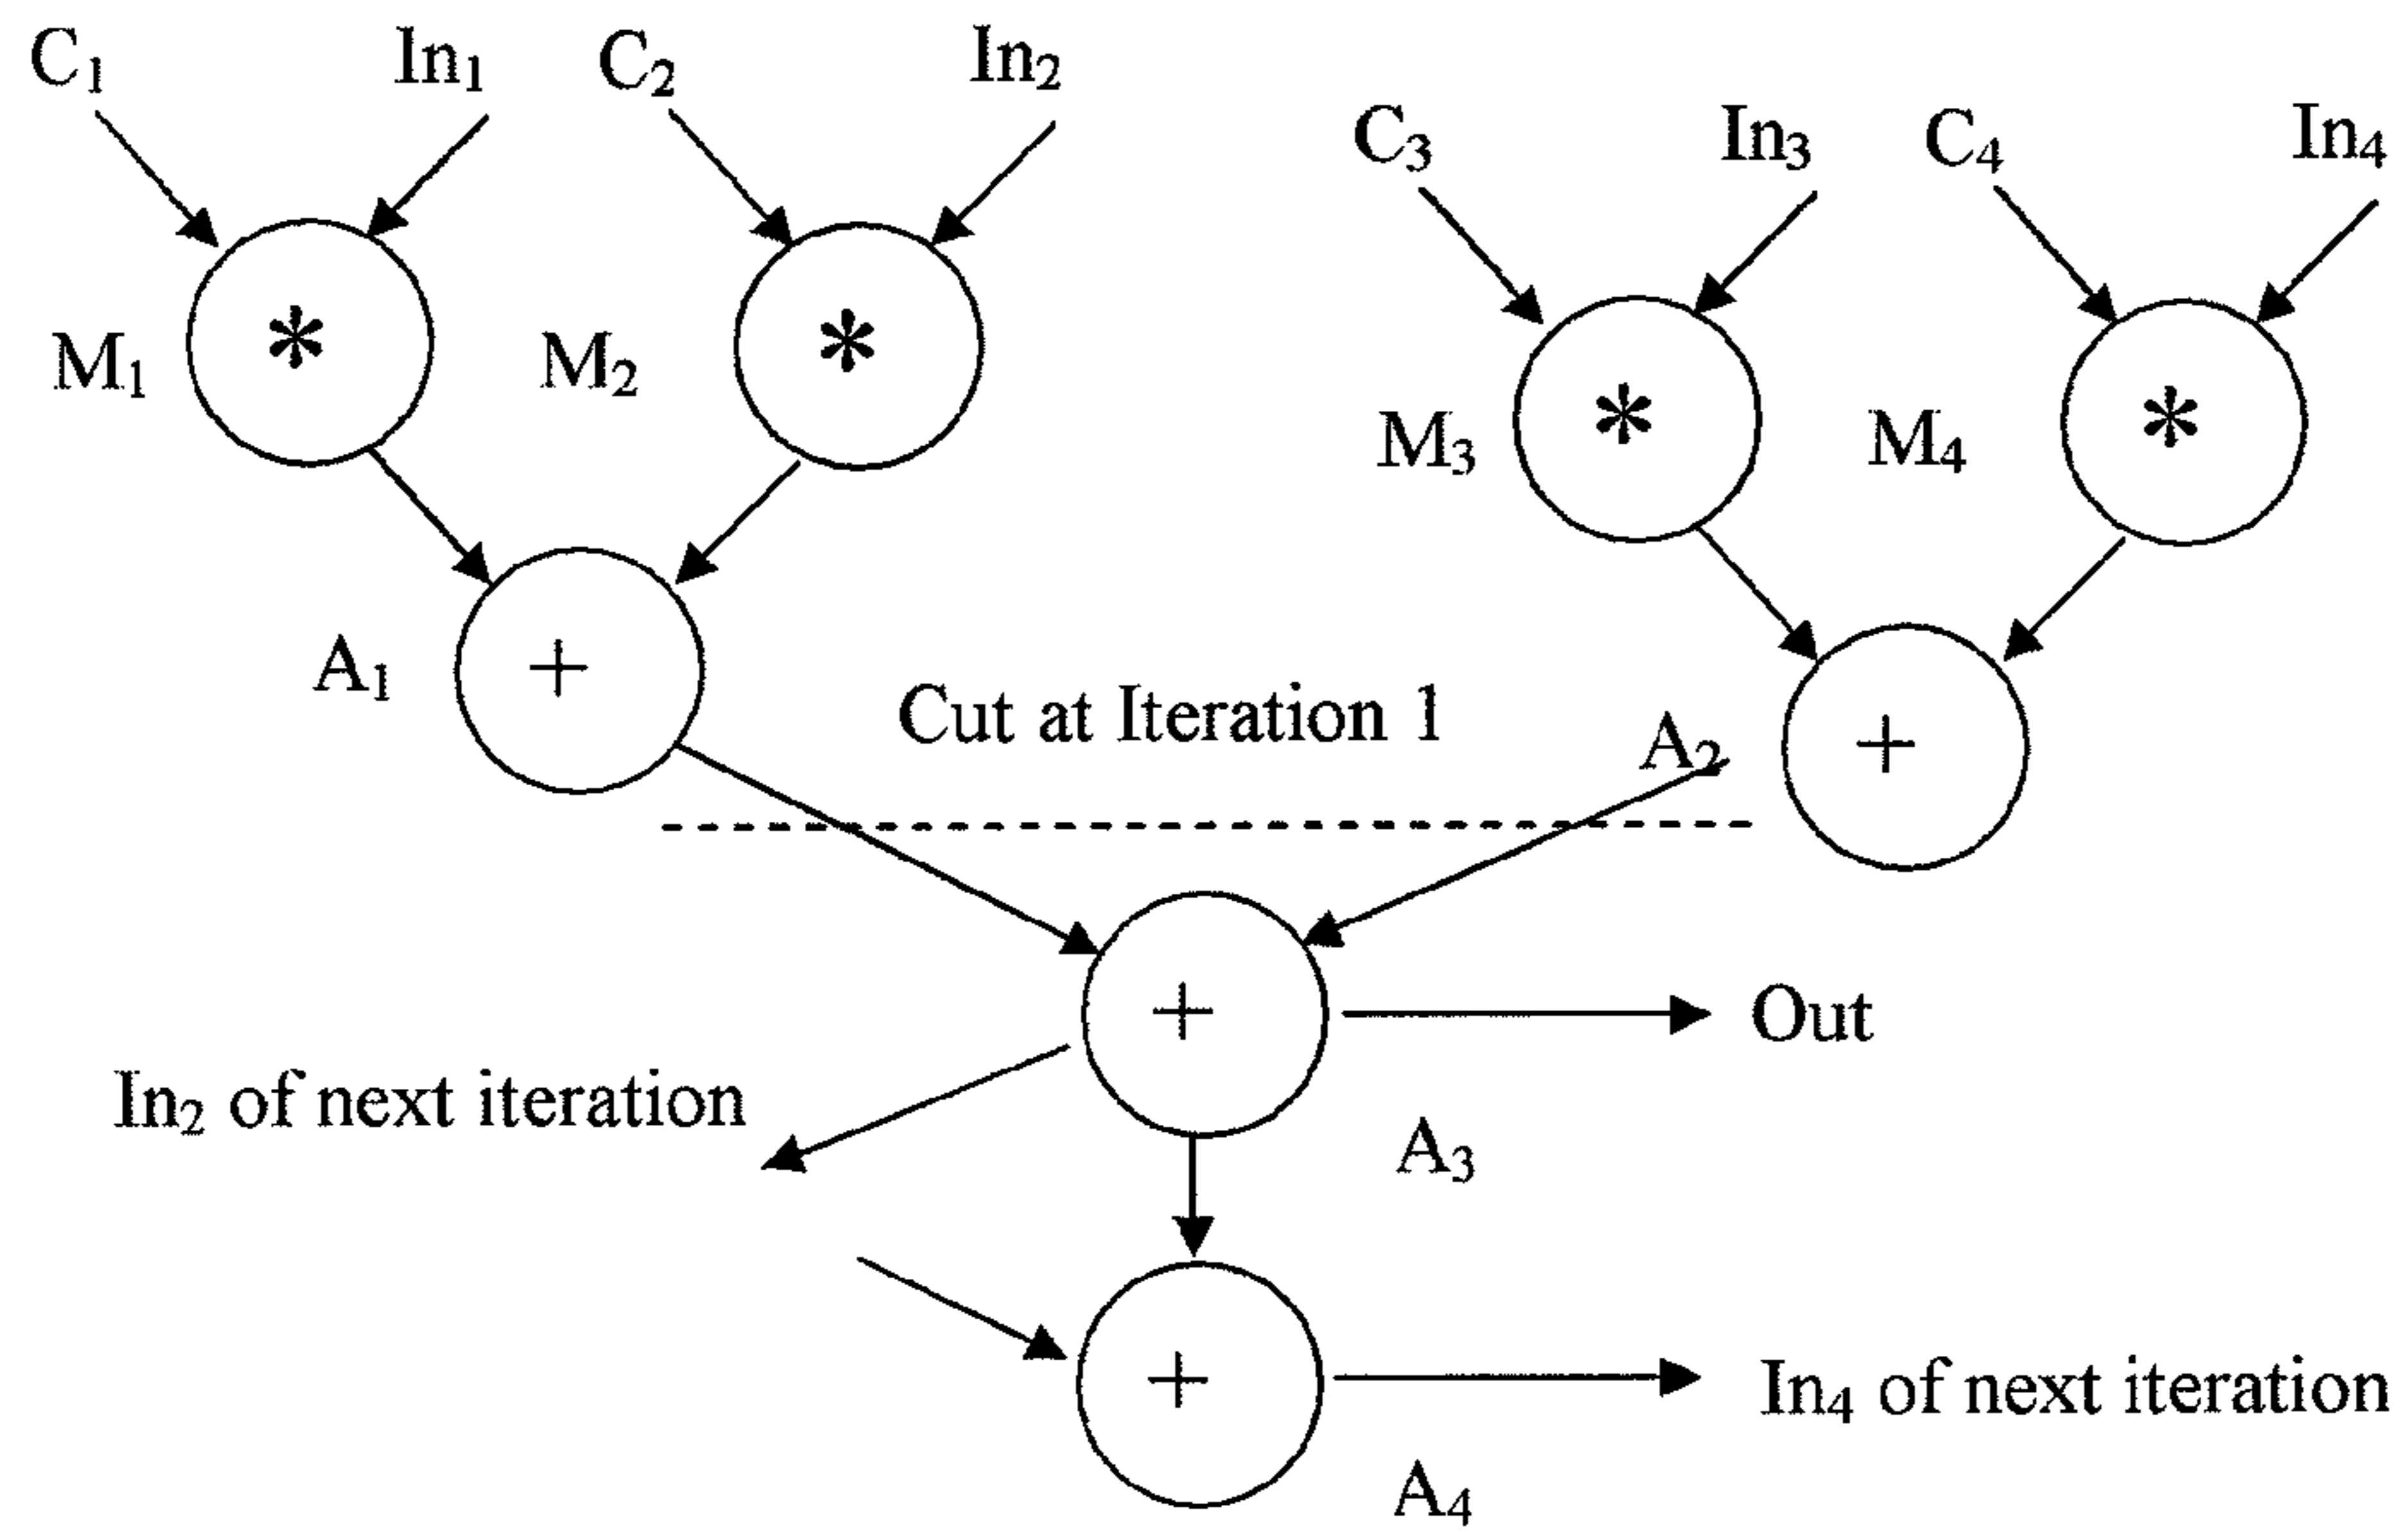 C₁ In₁ C₂ In₂
C₃ In₃ C₄ In₄
M₁ * M₂ *
M₃ * M₄ *
A₁ +
Cut at Iteration 1
A₂ +
+ Out
In₂ of next iteration
A₃
+ In₄ of next iteration
A₄